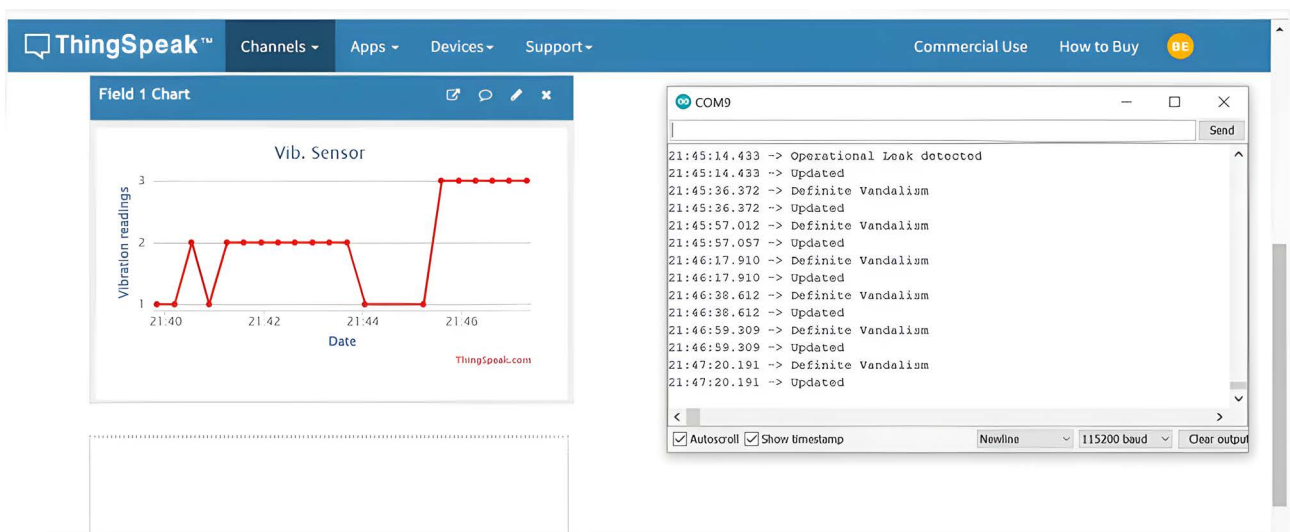 ThingSpeak™ Channels Apps Devices Support Commercial Use How to Buy BE
Field 1 Chart
Vib. Sensor
Vibration readings
3
2
1
21:40 21:42 21:44 21:46
Date
ThingSpeak.com
COM9
Send
21:45:14.433 -> Operational Leak detected
21:45:14.433 -> Updated
21:45:36.372 -> Definite Vandalism
21:45:36.372 -> Updated
21:45:57.012 -> Definite Vandalism
21:45:57.057 -> Updated
21:46:17.910 -> Definite Vandalism
21:46:17.910 -> Updated
21:46:38.612 -> Definite Vandalism
21:46:38.612 -> Updated
21:46:59.309 -> Definite Vandalism
21:46:59.309 -> Updated
21:47:20.191 -> Definite Vandalism
21:47:20.191 -> Updated
Autoscroll Show timestamp Newline 115200 baud Clear output